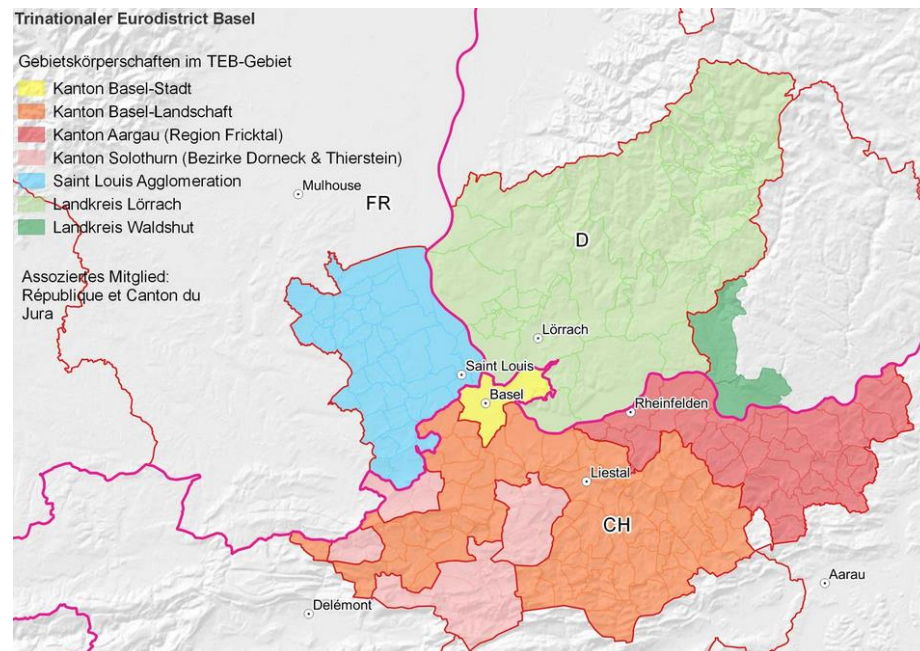 Trinationaler Eurodistrict Basel
Gebietskörperschaften im TEB-Gebiet
Kanton Basel-Stadt
Kanton Basel-Landschaft
Kanton Aargau (Region Fricktal)
Kanton Solothurn (Bezirke Dorneck & Thierstein)
Saint Louis Agglomeration
Landkreis Lörrach
Landkreis Waldshut
Assoziertes Mitglied:
République et Canton du
Jura
Mulhouse
FR
D
Lörrach
Saint Louis
Basel
Rheinfelden
Liestal
CH
Aarau
Delémont